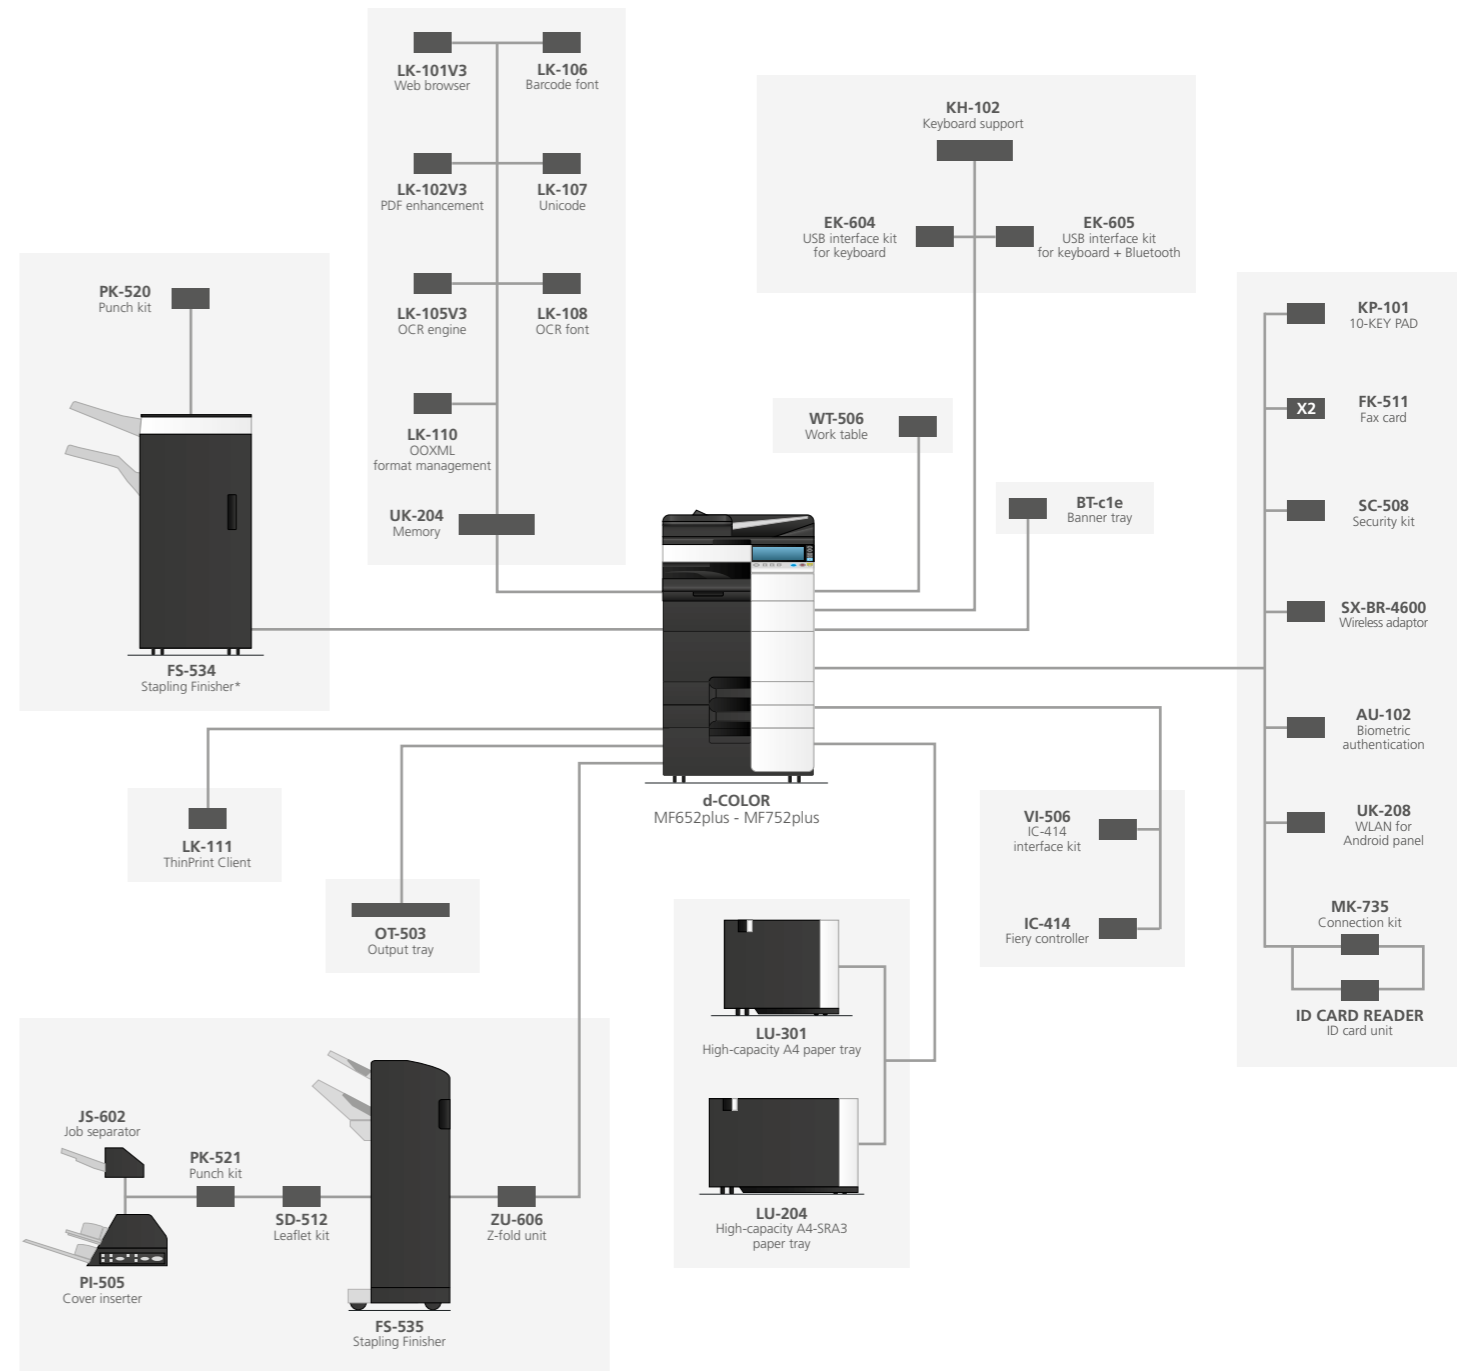 LK-101V3
Web browser
LK-106
Barcode font
LK-102V3
PDF enhancement
LK-107
Unicode
LK-105V3
OCR engine
LK-108
OCR font
LK-110
OOXML
format management
UK-204
Memory
KH-102
Keyboard support
EK-604
USB interface kit
for keyboard
EK-605
USB interface kit
for keyboard + Bluetooth
PK-520
Punch kit
FS-534
Stapling Finisher*
WT-506
Work table
BT-c1e
Banner tray
KP-101
10-KEY PAD
X2
FK-511
Fax card
SC-508
Security kit
SX-BR-4600
Wireless adaptor
AU-102
Biometric
authentication
UK-208
WLAN for
Android panel
MK-735
Connection kit
ID CARD READER
ID card unit
d-COLOR
MF652plus - MF752plus
LK-111
ThinPrint Client
OT-503
Output tray
VI-506
IC-414
interface kit
IC-414
Fiery controller
LU-301
High-capacity A4 paper tray
LU-204
High-capacity A4-SRA3
paper tray
JS-602
Job separator
PK-521
Punch kit
SD-512
Leaflet kit
ZU-606
Z-fold unit
PI-505
Cover inserter
FS-535
Stapling Finisher